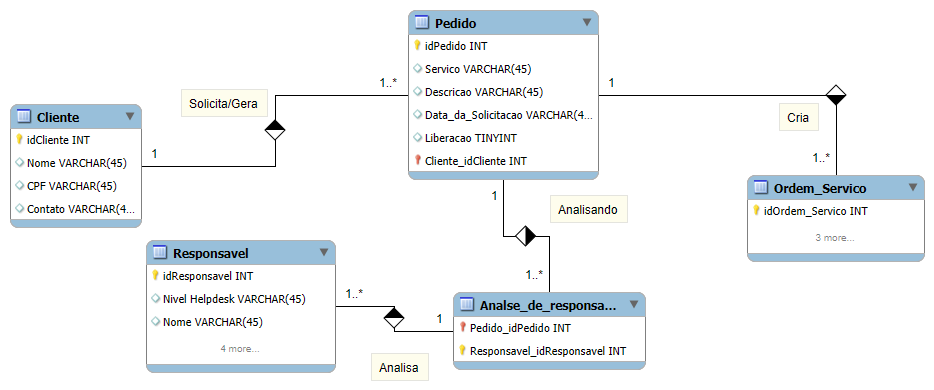 Pedido
idPedido INT
Servico VARCHAR(45)
Descricao VARCHAR(45)
Data_da_Solicitacao VARCHAR(4...
Liberacao TINYINT
Cliente_idCliente INT
1..*
Solicita/Gera
1
Cliente
idCliente INT
Nome VARCHAR(45)
CPF VARCHAR(45)
Contato VARCHAR(4...
1
Cria
1..*
Ordem_Servico
idOrdem_Servico INT
3 more...
1
Analisando
1..*
Responsavel
idResponsavel INT
Nivel Helpdesk VARCHAR(45)
Nome VARCHAR(45)
4 more...
1..*
1
Analisa
Analse_de_responsa...
Pedido_idPedido INT
Responsavel_idResponsavel INT